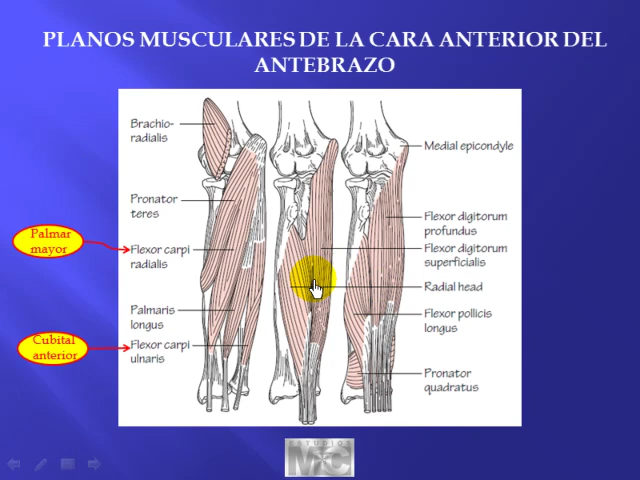 PLANOS MUSCULARES DE LA CARA ANTERIOR DEL
ANTEBRAZO
Brachio-
radialis
Pronator
teres
Palmar
mayor
Flexor carpi
radialis
Palmaris
longus
Cubital
anterior
Flexor carpi
ulnaris
Medial epicondyle
Flexor digitorum
profundus
Flexor digitorum
superficialis
Radial head
Flexor pollicis
longus
Pronator
quadratus
ESTUDIOS
MC